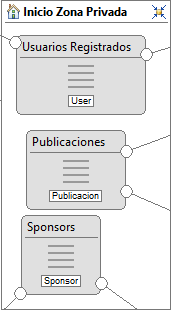 Inicio Zona Privada
Usuarios Registrados
User
Publicaciones
Publicacion
Sponsors
Sponsor